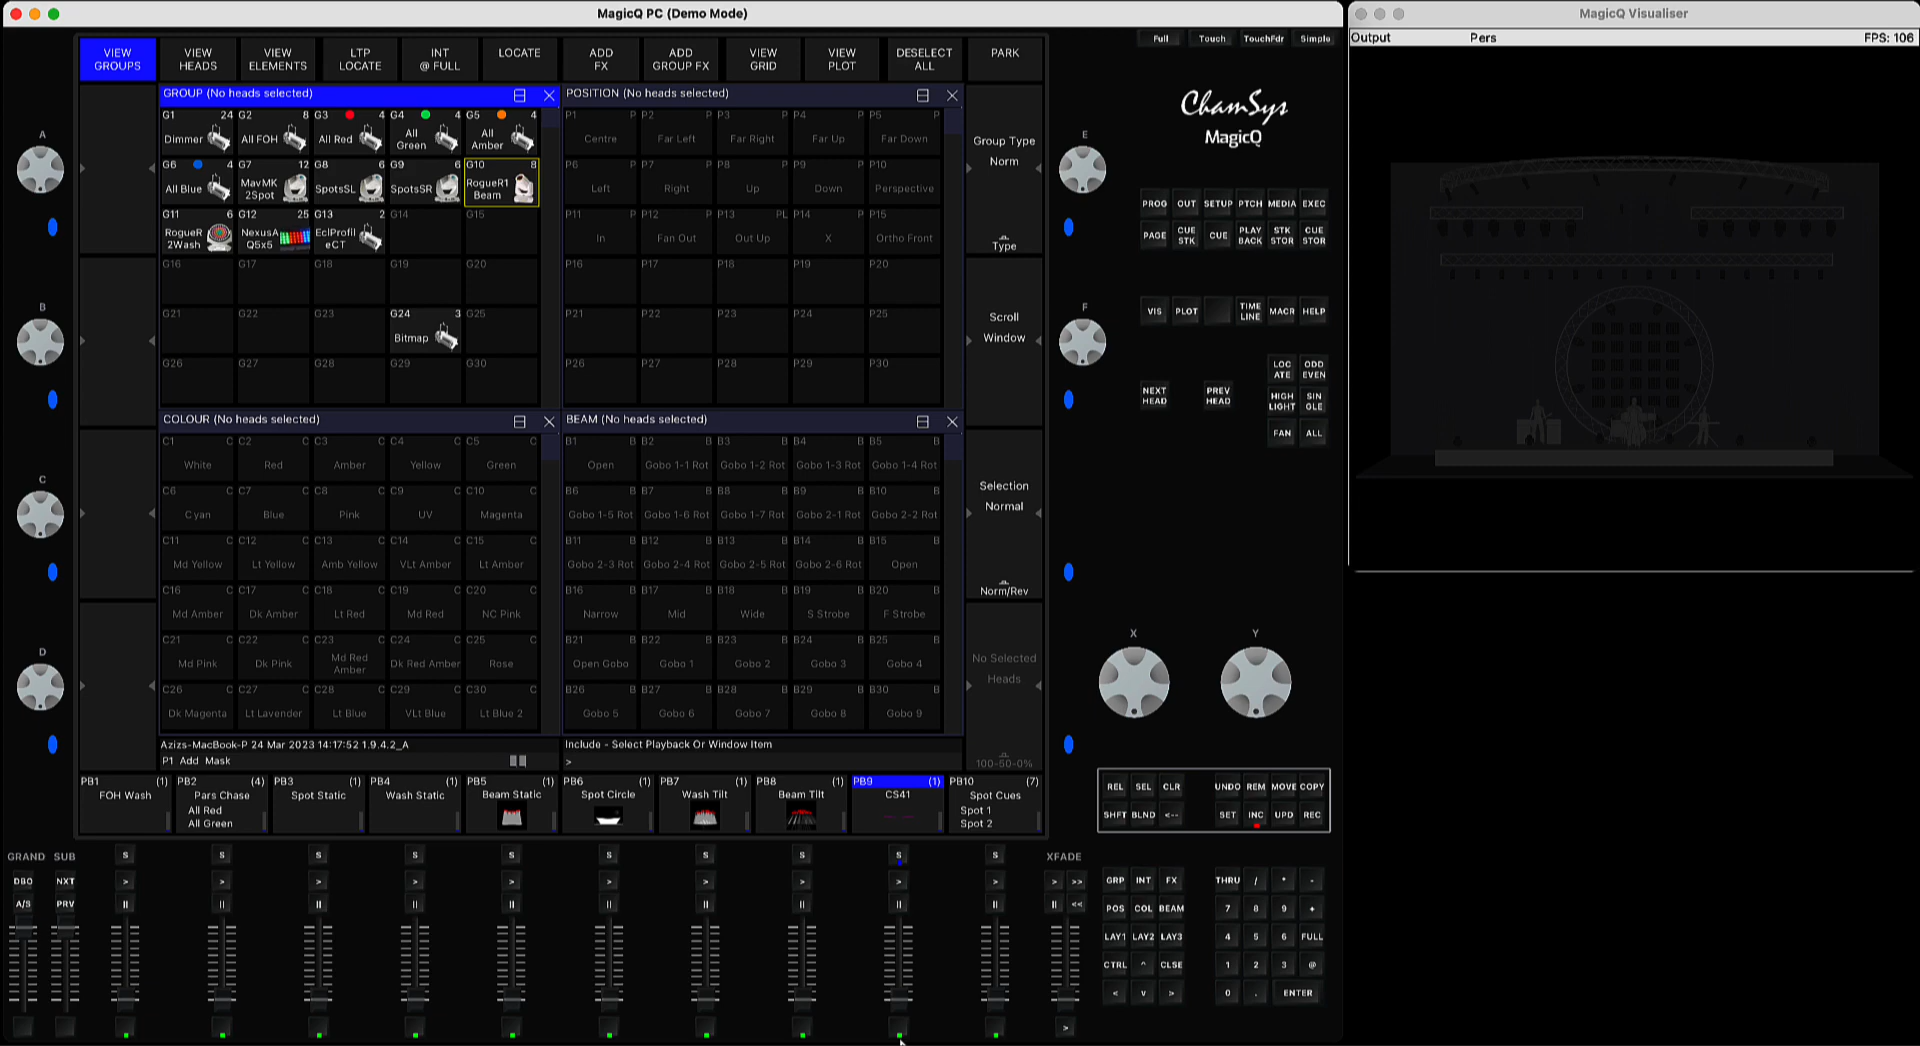 MagicQ PC (Demo Mode)
MagicQ Visualiser
Output Pers FPS: 106
VIEW GROUPS VIEW HEADS VIEW ELEMENTS LTP LOCATE INT @ FULL LOCATE ADD FX ADD GROUP FX VIEW GRID VIEW PLOT DESELECT ALL PARK
Full Touch TouchFdr Simple
GROUP (No heads selected)
G1 24 G2 8 G3 4 G4 4 G5 4
Dimmer All FOH All Red All Green All Amber
G6 4 G7 12 G8 6 G9 6 G10 8
All Blue MavMK 2Spot SpotsSL SpotsSR RogueR1 Beam
G11 6 G12 25 G13 2 G14 G15
RogueR 2Wash NexusA Q5x5 EclProfil eCT
G16 G17 G18 G19 G20
G21 G22 G23 G24 3 G25
Bitmap
G26 G27 G28 G29 G30
POSITION (No heads selected)
P1 P P2 P P3 P P4 P P5 P
Centre Far Left Far Right Far Up Far Down
P6 P P7 P P8 P P9 P P10 P
Left Right Up Down Perspective
P11 P P12 P P13 PL P14 P P15 P
In Fan Out Out Up X Ortho Front
P16 P17 P18 P19 P20
P21 P22 P23 P24 P25
P26 P27 P28 P29 P30
COLOUR (No heads selected)
C1 C C2 C C3 C C4 C C5 C
White Red Amber Yellow Green
C6 C C7 C C8 C C9 C C10 C
Cyan Blue Pink UV Magenta
C11 C C12 C C13 C C14 C C15 C
Md Yellow Lt Yellow Amb Yellow VLt Amber Lt Amber
C16 C C17 C C18 C C19 C C20 C
Md Amber Dk Amber Lt Red Md Red NC Pink
C21 C C22 C C23 C C24 C C25 C
Md Pink Dk Pink Md Red Amber Dk Red Amber Rose
C26 C C27 C C28 C C29 C C30 C
Dk Magenta Lt Lavender Lt Blue VLt Blue Lt Blue 2
BEAM (No heads selected)
B1 B B2 B B3 B B4 B B5 B
Open Gobo 1-1 Rot Gobo 1-2 Rot Gobo 1-3 Rot Gobo 1-4 Rot
B6 B B7 B B8 B B9 B B10 B
Gobo 1-5 Rot Gobo 1-6 Rot Gobo 1-7 Rot Gobo 2-1 Rot Gobo 2-2 Rot
B11 B B12 B B13 B B14 B B15 B
Gobo 2-3 Rot Gobo 2-4 Rot Gobo 2-5 Rot Gobo 2-6 Rot Open
B16 B B17 B B18 B B19 B B20 B
Narrow Mid Wide S Strobe F Strobe
B21 B B22 B B23 B B24 B B25 B
Open Gobo Gobo 1 Gobo 2 Gobo 3 Gobo 4
B26 B B27 B B28 B B29 B B30 B
Gobo 5 Gobo 6 Gobo 7 Gobo 8 Gobo 9
Group Type
Norm
Type
Scroll
Window
Selection
Normal
Norm/Rev
No Selected
Heads
100-50-0%
A
B
C
D
E
F
X Y
ChamSys
MagicQ
PROG OUT SETUP PTCH MEDIA EXEC
PAGE CUE STK CUE PLAY BACK STK STOR CUE STOR
VIS PLOT TIME LINE MACR HELP
LOC ATE ODD EVEN
NEXT HEAD PREV HEAD HIGH LIGHT SIN GLE
FAN ALL
Azizs-MacBook-P 24 Mar 2023 14:17:52 1.9.4.2_A
P1 Add Mask
Include - Select Playback Or Window Item
>
PB1 (1) PB2 (4) PB3 (1) PB4 (1) PB5 (1) PB6 (1) PB7 (1) PB8 (1) PB9 (1) PB10 (7)
FOH Wash Pars Chase Spot Static Wash Static Beam Static Spot Circle Wash Tilt Beam Tilt CS41 Spot Cues
All Red Spot 1
All Green Spot 2
REL SEL CLR UNDO REM MOVE COPY
SHFT BLND <-- SET INC UPD REC
GRAND SUB S S S S S S S S S S XFADE
DBO NXT > > > > > > > > > > > >>
A/S PRV II II II II II II II II II II II <<
>
GRP INT FX THRU / * -
POS COL BEAM 7 8 9 +
LAY1 LAY2 LAY3 4 5 6 FULL
CTRL ^ CLSE 1 2 3 @
< v > 0 . ENTER